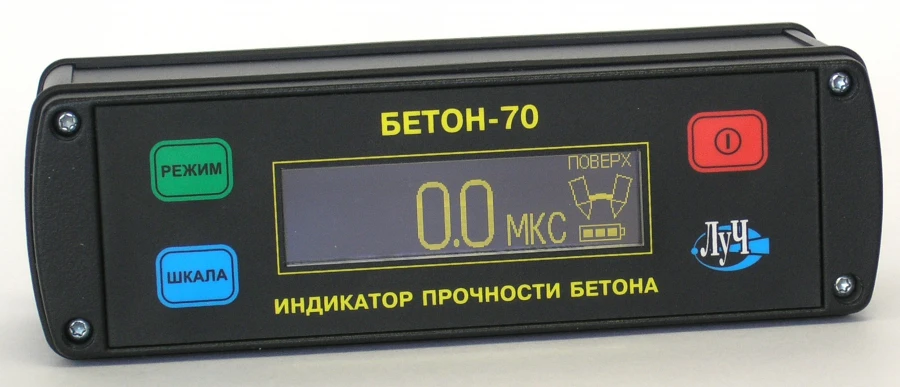 БЕТОН-70
РЕЖИМ
ПОВЕРХ
0.0 МКС
ШКАЛА
ЛуЧ
ИНДИКАТОР ПРОЧНОСТИ БЕТОНА